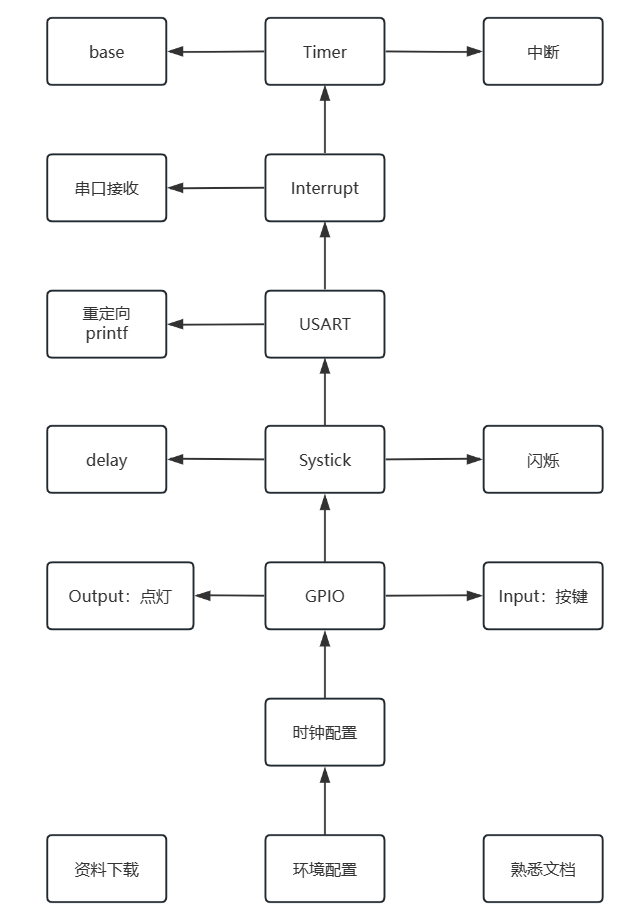 base
Timer
中断
串口接收
Interrupt
重定向
printf
USART
delay
Systick
闪烁
Output：点灯
GPIO
Input：按键
时钟配置
资料下载
环境配置
熟悉文档